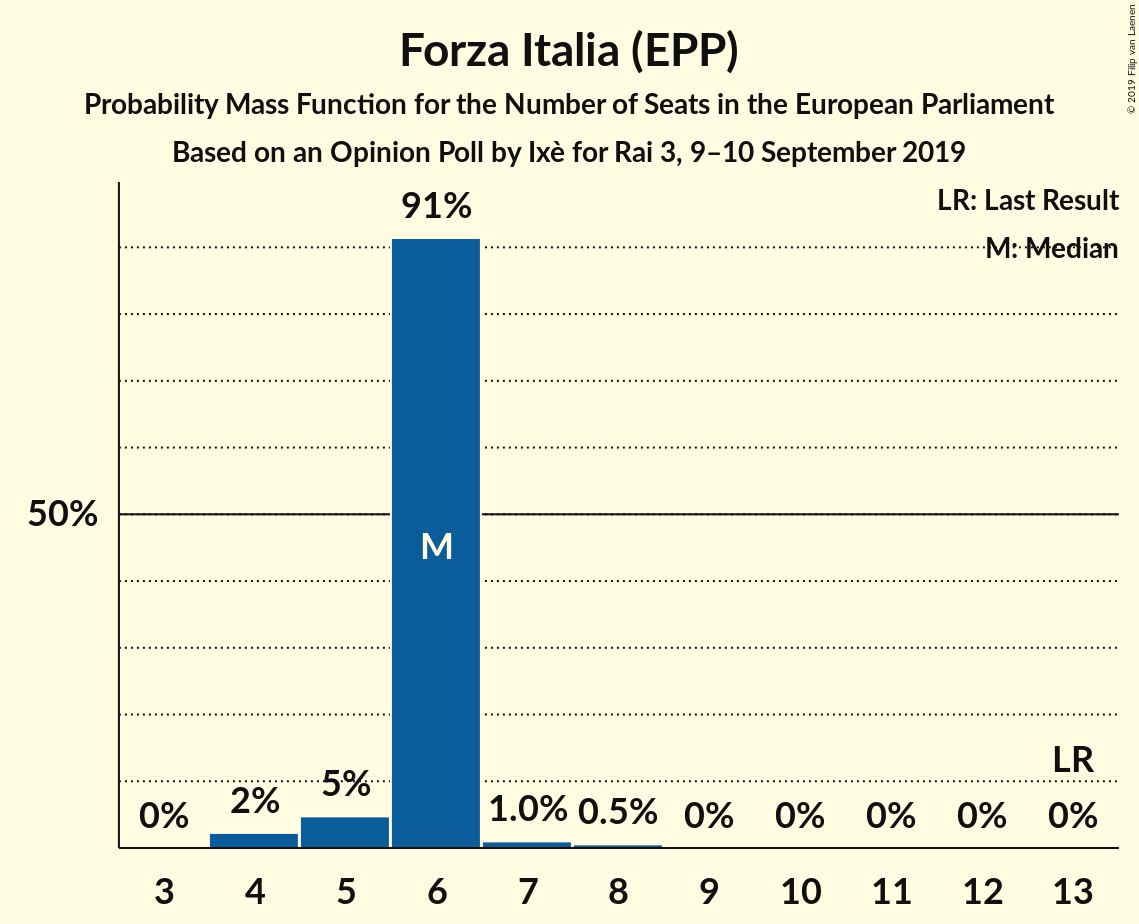 Forza Italia (EPP)
Probability Mass Function for the Number of Seats in the European Parliament
Based on an Opinion Poll by Ixè for Rai 3, 9–10 September 2019
© 2019 Filip van Laenen
LR: Last Result
M: Median
91%
50%
M
LR
0% 2% 5% 1.0% 0.5% 0% 0% 0% 0% 0%
3 4 5 6 7 8 9 10 11 12 13